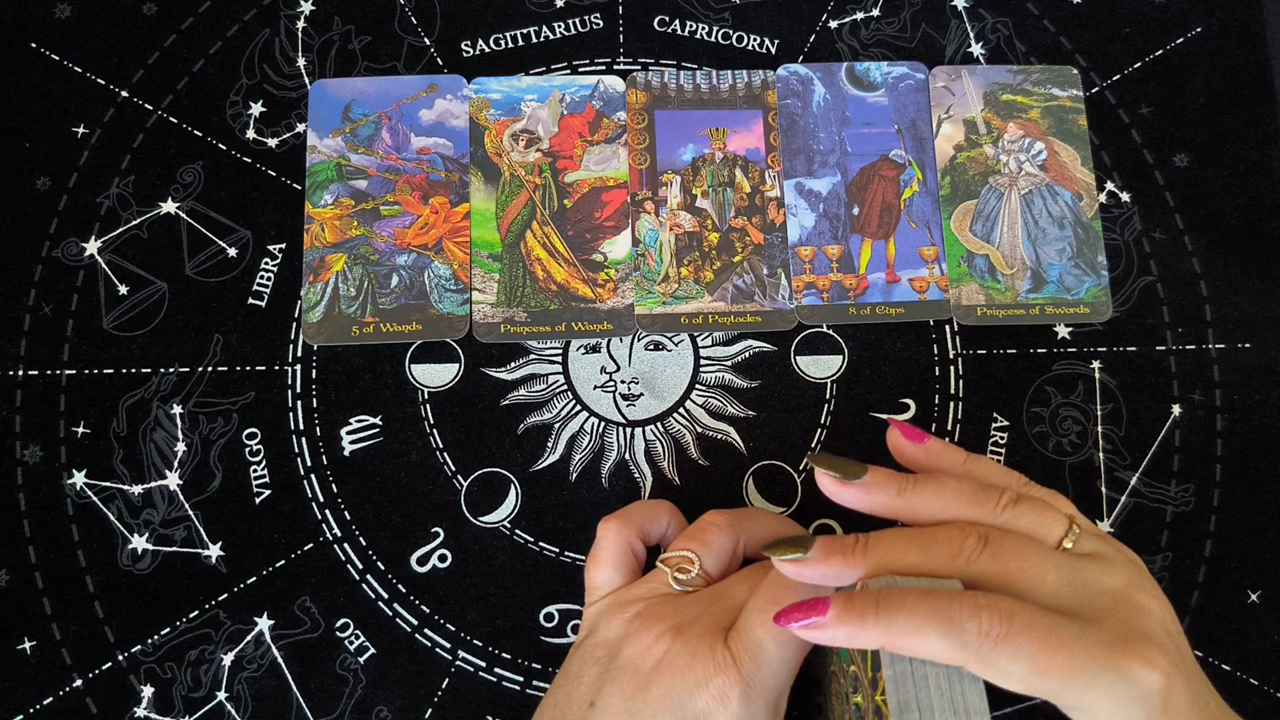 SAGITTARIUS
CAPRICORN
LIBRA
5 of Wands
Princess of Wands
6 of Pentacles
8 of Cups
Princess of Swords
VIRGO
LEO